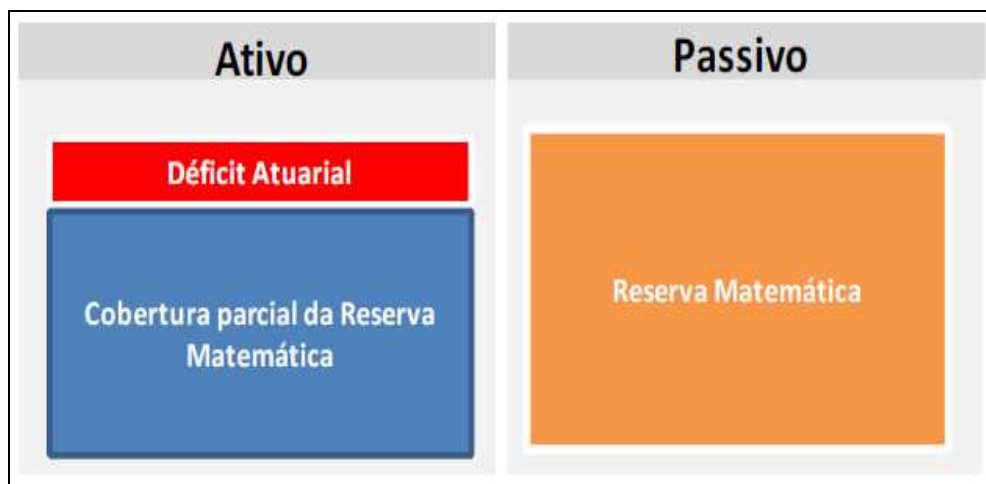 Ativo
Déficit Atuarial
Cobertura parcial da Reserva
Matemática
Passivo
Reserva Matemática